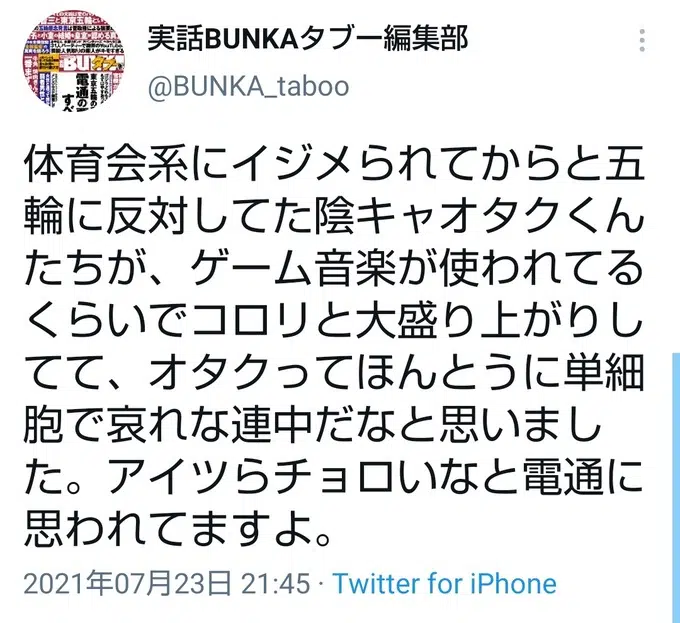 実話BUNKAタブー編集部
@BUNKA_taboo
体育会系にイジメられてからと五
輪に反対してた陰キャオタクくん
たちが、ゲーム音楽が使われてる
くらいでコロリと大盛り上がりし
てて、オタクってほんとうに単細
胞で哀れな連中だなと思いまし
た。アイツらチョロいなと電通に
思われてますよ。
2021年07月23日 21:45 · Twitter for iPhone